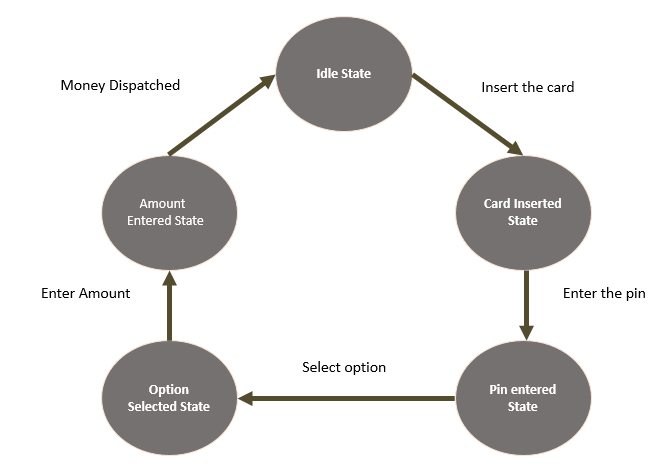 Idle State
Money Dispatched
Insert the card
Amount
Entered State
Card Inserted
State
Enter Amount
Enter the pin
Select option
Option
Selected State
Pin entered
State